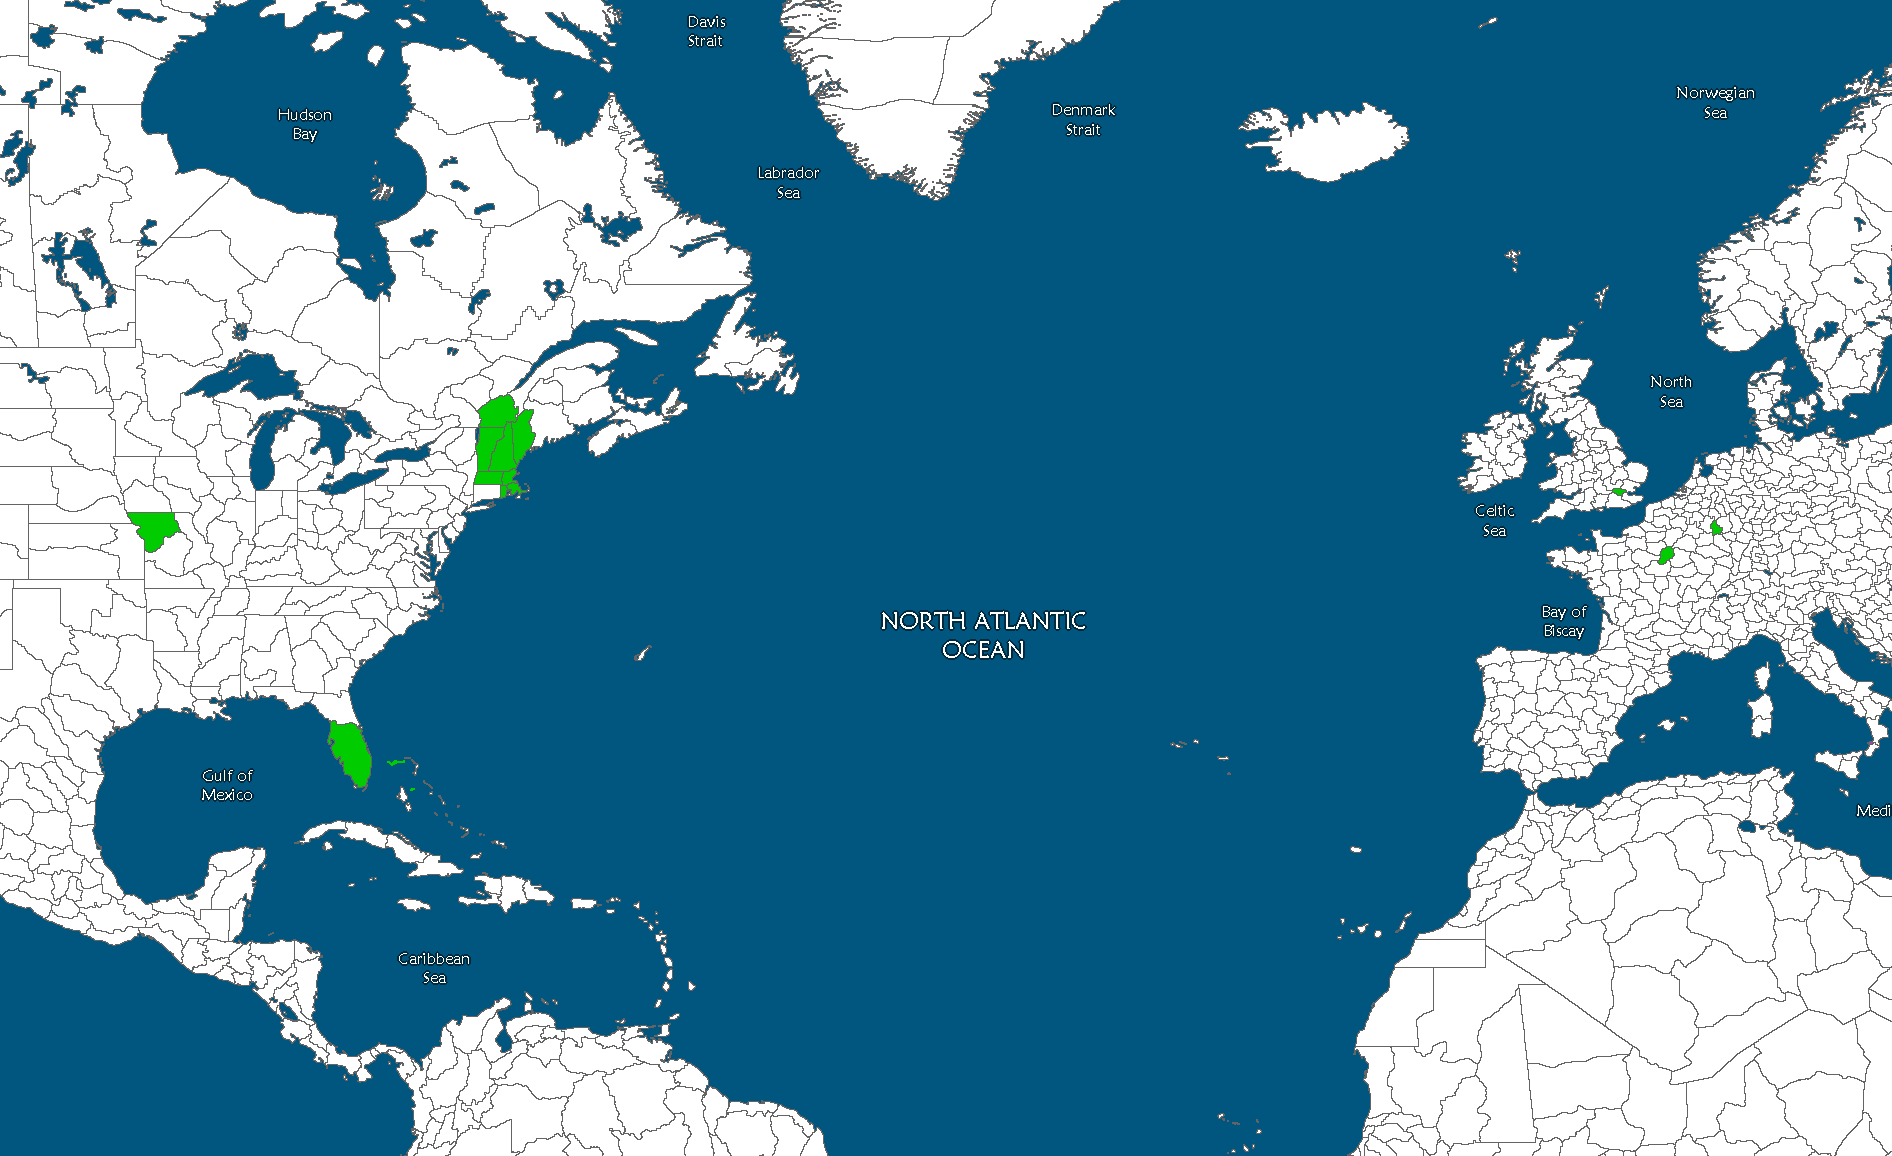 Davis
Strait
Hudson
Bay
Denmark
Strait
Norwegian
Sea
Labrador
Sea
North
Sea
Celtic
Sea
NORTH ATLANTIC
OCEAN
Bay of
Biscay
Gulf of
Mexico
Medi
Caribbean
Sea